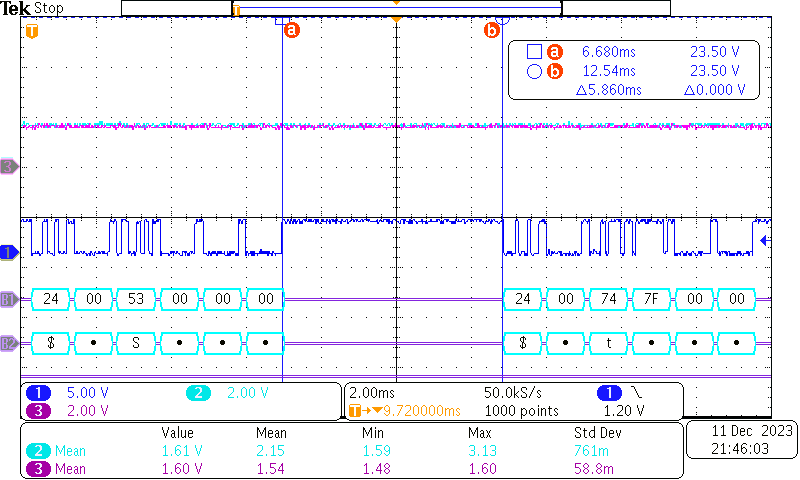 Tek Stop
T
T
a b
a 6.680ms 23.50 V
b 12.54ms 23.50 V
△5.860ms △0.000 V
3
1
B1 24 00 53 00 00 00 24 00 74 7F 00 00
B2 $ • S • • • $ • t • • •
1 5.00 V 2 2.00 V
3 2.00 V
2.00ms 50.0kS/s 1
T→▼9.720000ms 1000 points 1.20 V
Value Mean Min Max Std Dev
2 Mean 1.61 V 2.15 1.59 3.13 761m
3 Mean 1.60 V 1.54 1.48 1.60 58.8m
11 Dec 2023
21:46:03